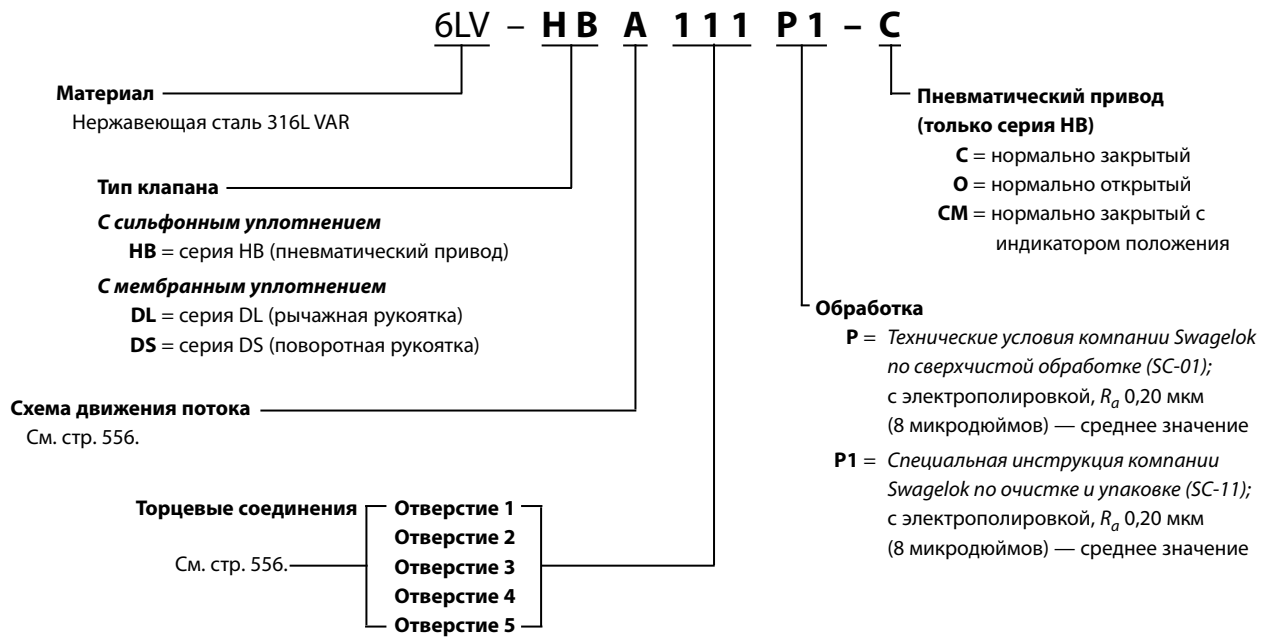 6LV – H B A 1 1 1 P 1 – C
Материал
Нержавеющая сталь 316L VAR
Тип клапана
С сильфонным уплотнением
HB = серия HB (пневматический привод)
С мембранным уплотнением
DL = серия DL (рычажная рукоятка)
DS = серия DS (поворотная рукоятка)
Схема движения потока
См. стр. 556.
Торцевые соединения
См. стр. 556.
Отверстие 1
Отверстие 2
Отверстие 3
Отверстие 4
Отверстие 5
Пневматический привод
(только серия HB)
C = нормально закрытый
O = нормально открытый
CM = нормально закрытый с
индикатором положения
Обработка
P = Технические условия компании Swagelok
по сверхчистой обработке (SC-01);
с электрополировкой, Ra 0,20 мкм
(8 микродюймов) — среднее значение
P1 = Специальная инструкция компании
Swagelok по очистке и упаковке (SC-11);
с электрополировкой, Ra 0,20 мкм
(8 микродюймов) — среднее значение